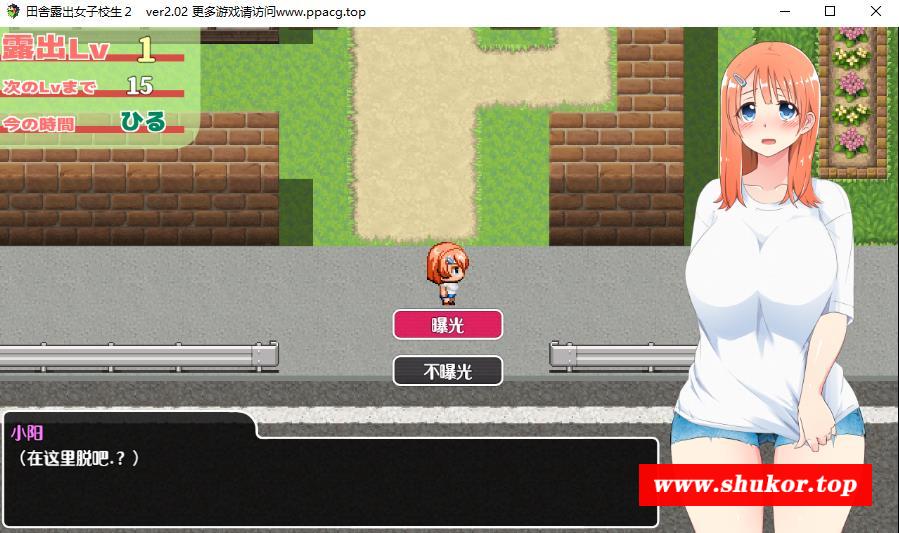 田舎露出女子校生２　ver2.02 更多游戏请访问www.ppacg.top
露出Lv 1
次のLvまで 15
今の時間 ひる
曝光
不曝光
小阳
（在这里脱吧.？）
www.shukor.top